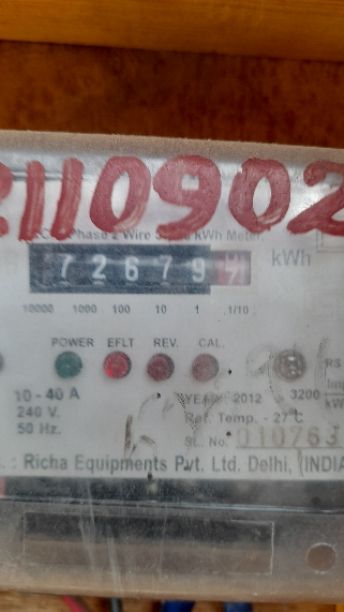 2110902
Phase 2 Wire kWh Meter
72679 kWh
10000 1000 100 10 1 1/10
POWER EFLT REV. CAL.
10 - 40 A YEAR 2012 3200
240 V. Ref. Temp. - 27°C
50 Hz. SL. No. 010763
: Richa Equipments Pvt. Ltd. Delhi, (INDIA